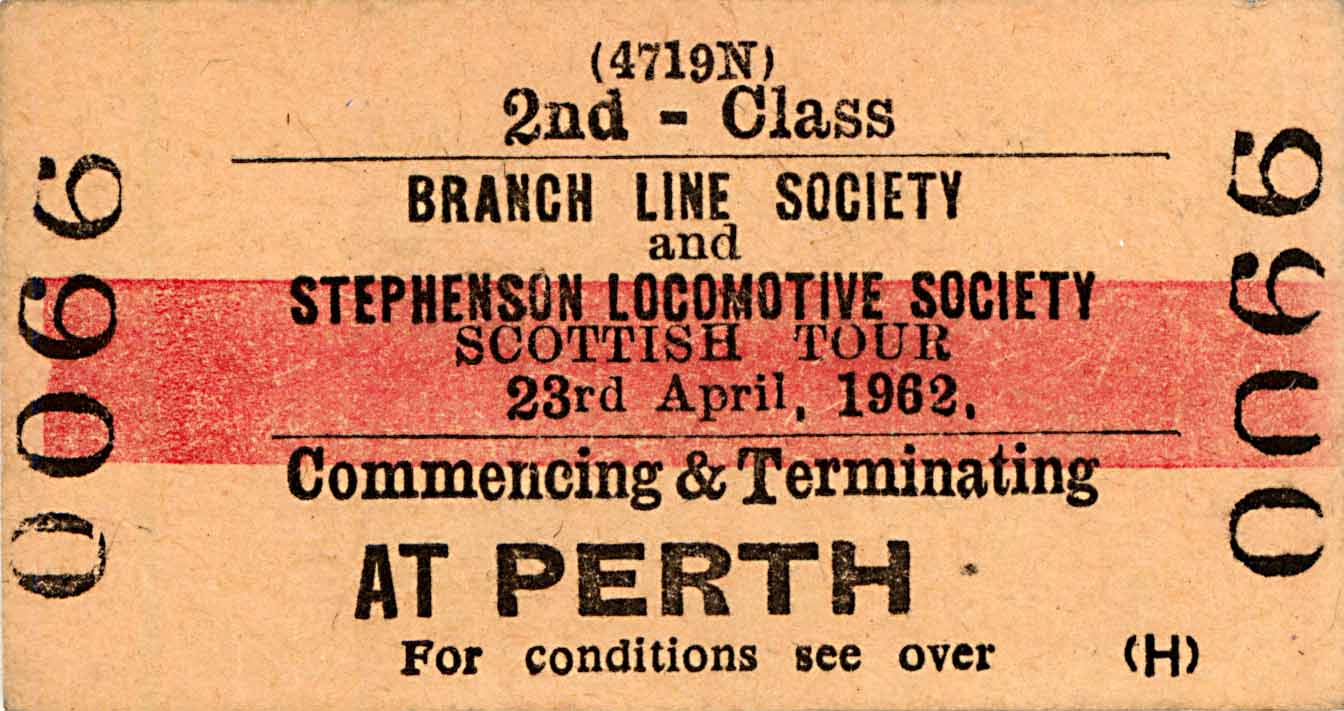 (4719N)
2nd - Class
BRANCH LINE SOCIETY
and
STEPHENSON LOCOMOTIVE SOCIETY
SCOTTISH TOUR
23rd April, 1962.
Commencing & Terminating
AT PERTH
For conditions see over (H)
0066
0066